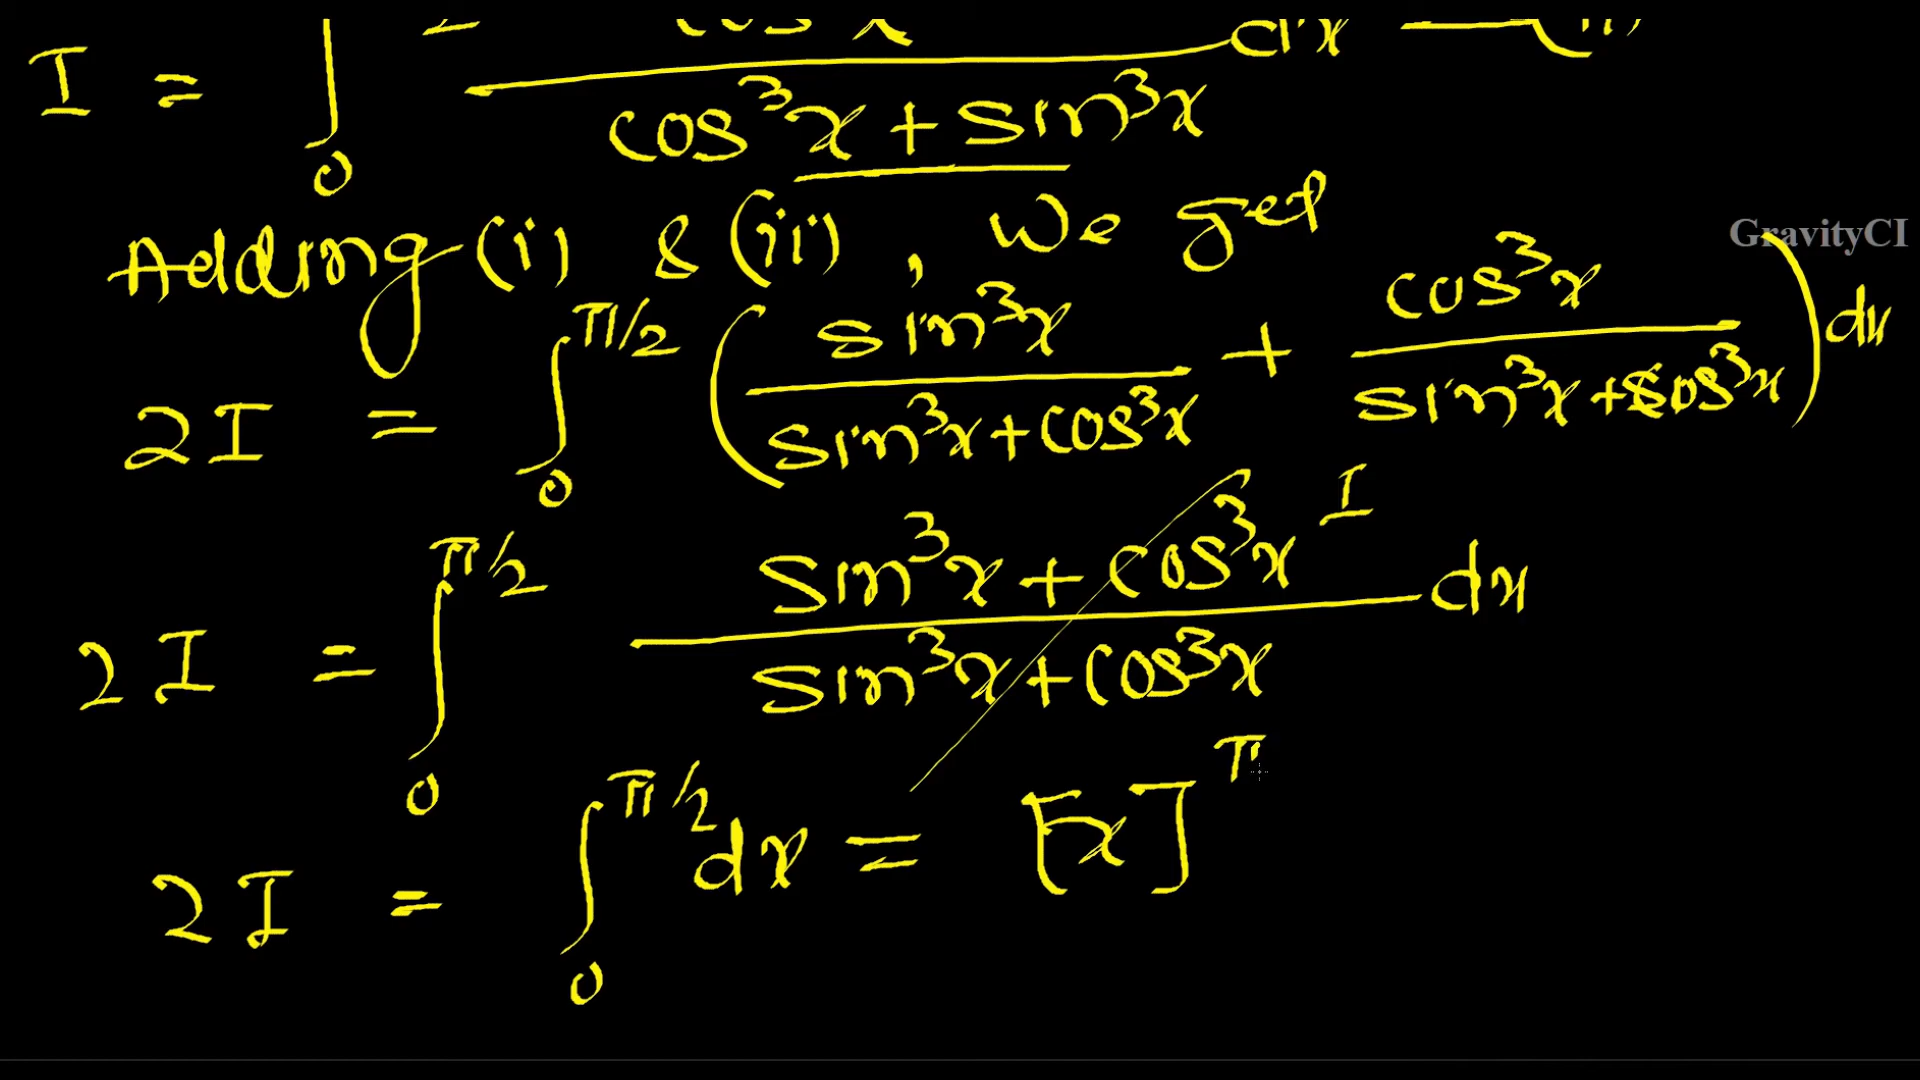 I = ∫₀ cos x / (cos³x + sin³x) dx — (ii)
Adding (i) & (ii), We get
GravityCI
2I = ∫₀^π/2 ( sin³x / (sin³x + cos³x) + cos³x / (sin³x + cos³x) ) dx
2I = ∫₀^π/2 (sin³x + cos³x) / (sin³x + cos³x) dx
1
2I = ∫₀^π/2 dx = [x]^π